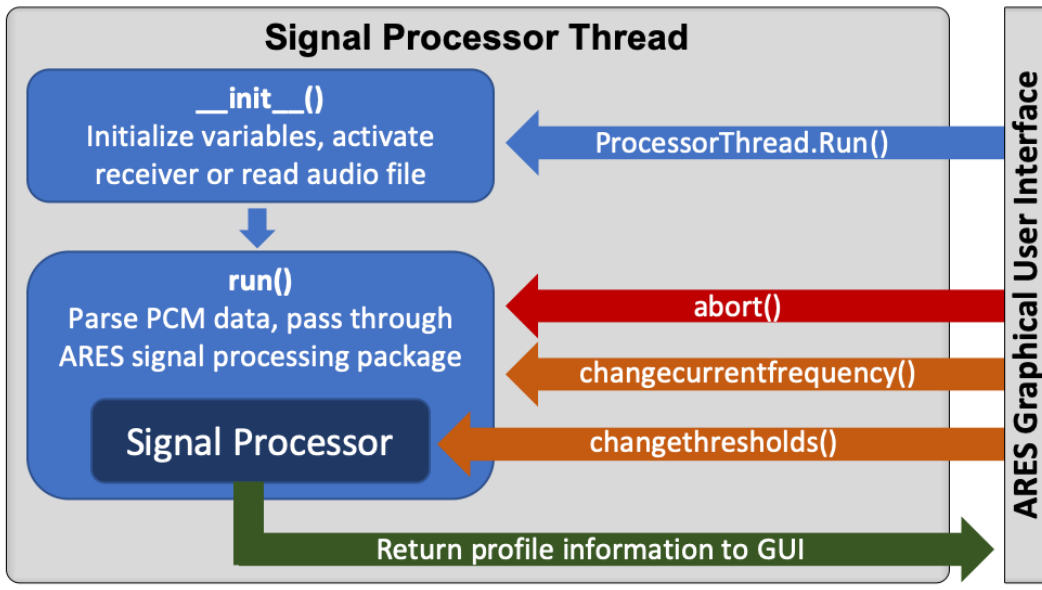 Signal Processor Thread
__init__()
Initialize variables, activate
receiver or read audio file
ProcessorThread.Run()
run()
Parse PCM data, pass through
ARES signal processing package
Signal Processor
abort()
changecurrentfrequency()
changethresholds()
Return profile information to GUI
ARES Graphical User Interface